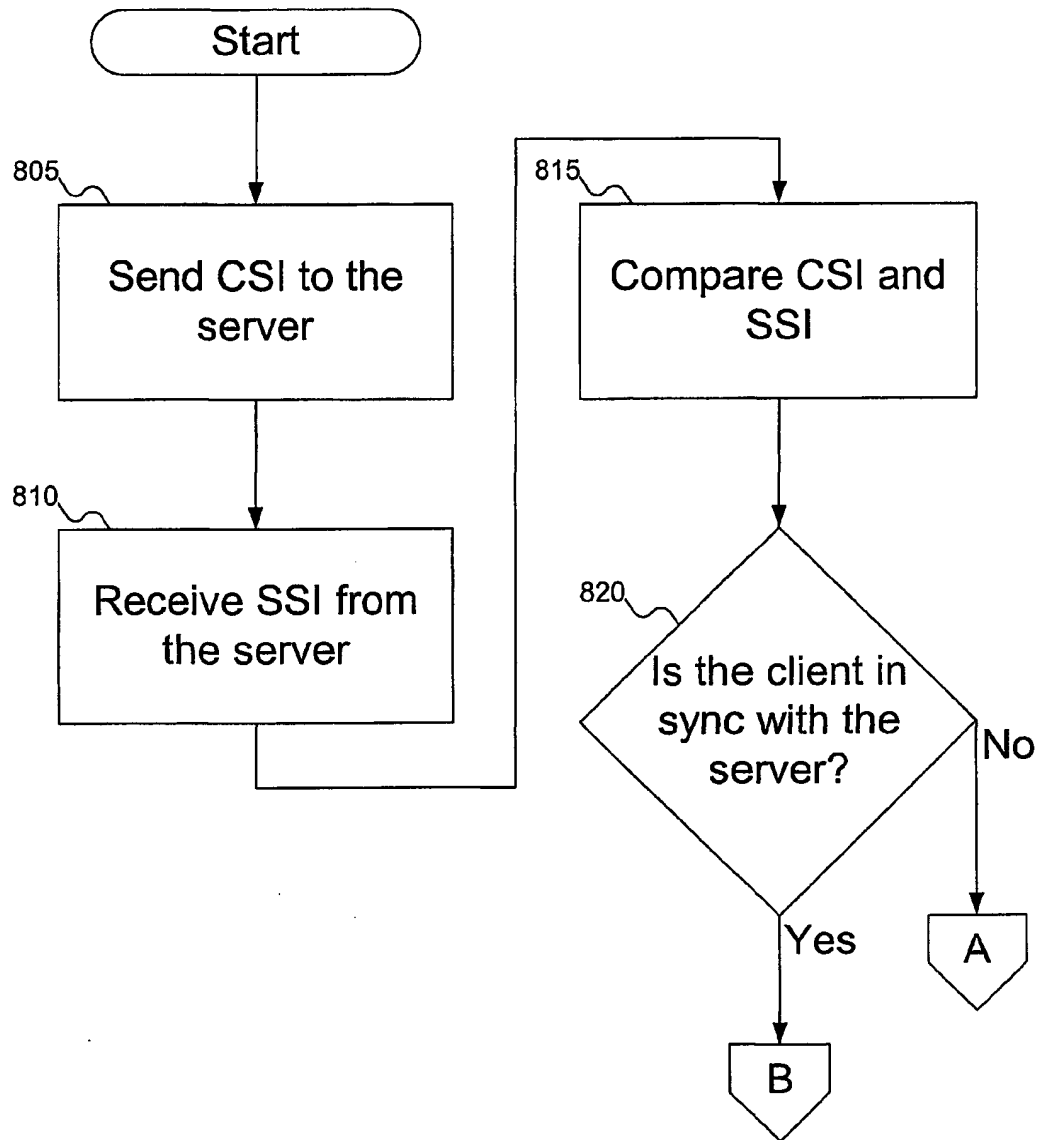 Start
805
Send CSI to the
server
810
Receive SSI from
the server
815
Compare CSI and
SSI
820
Is the client in
sync with the
server?
No
A
Yes
B